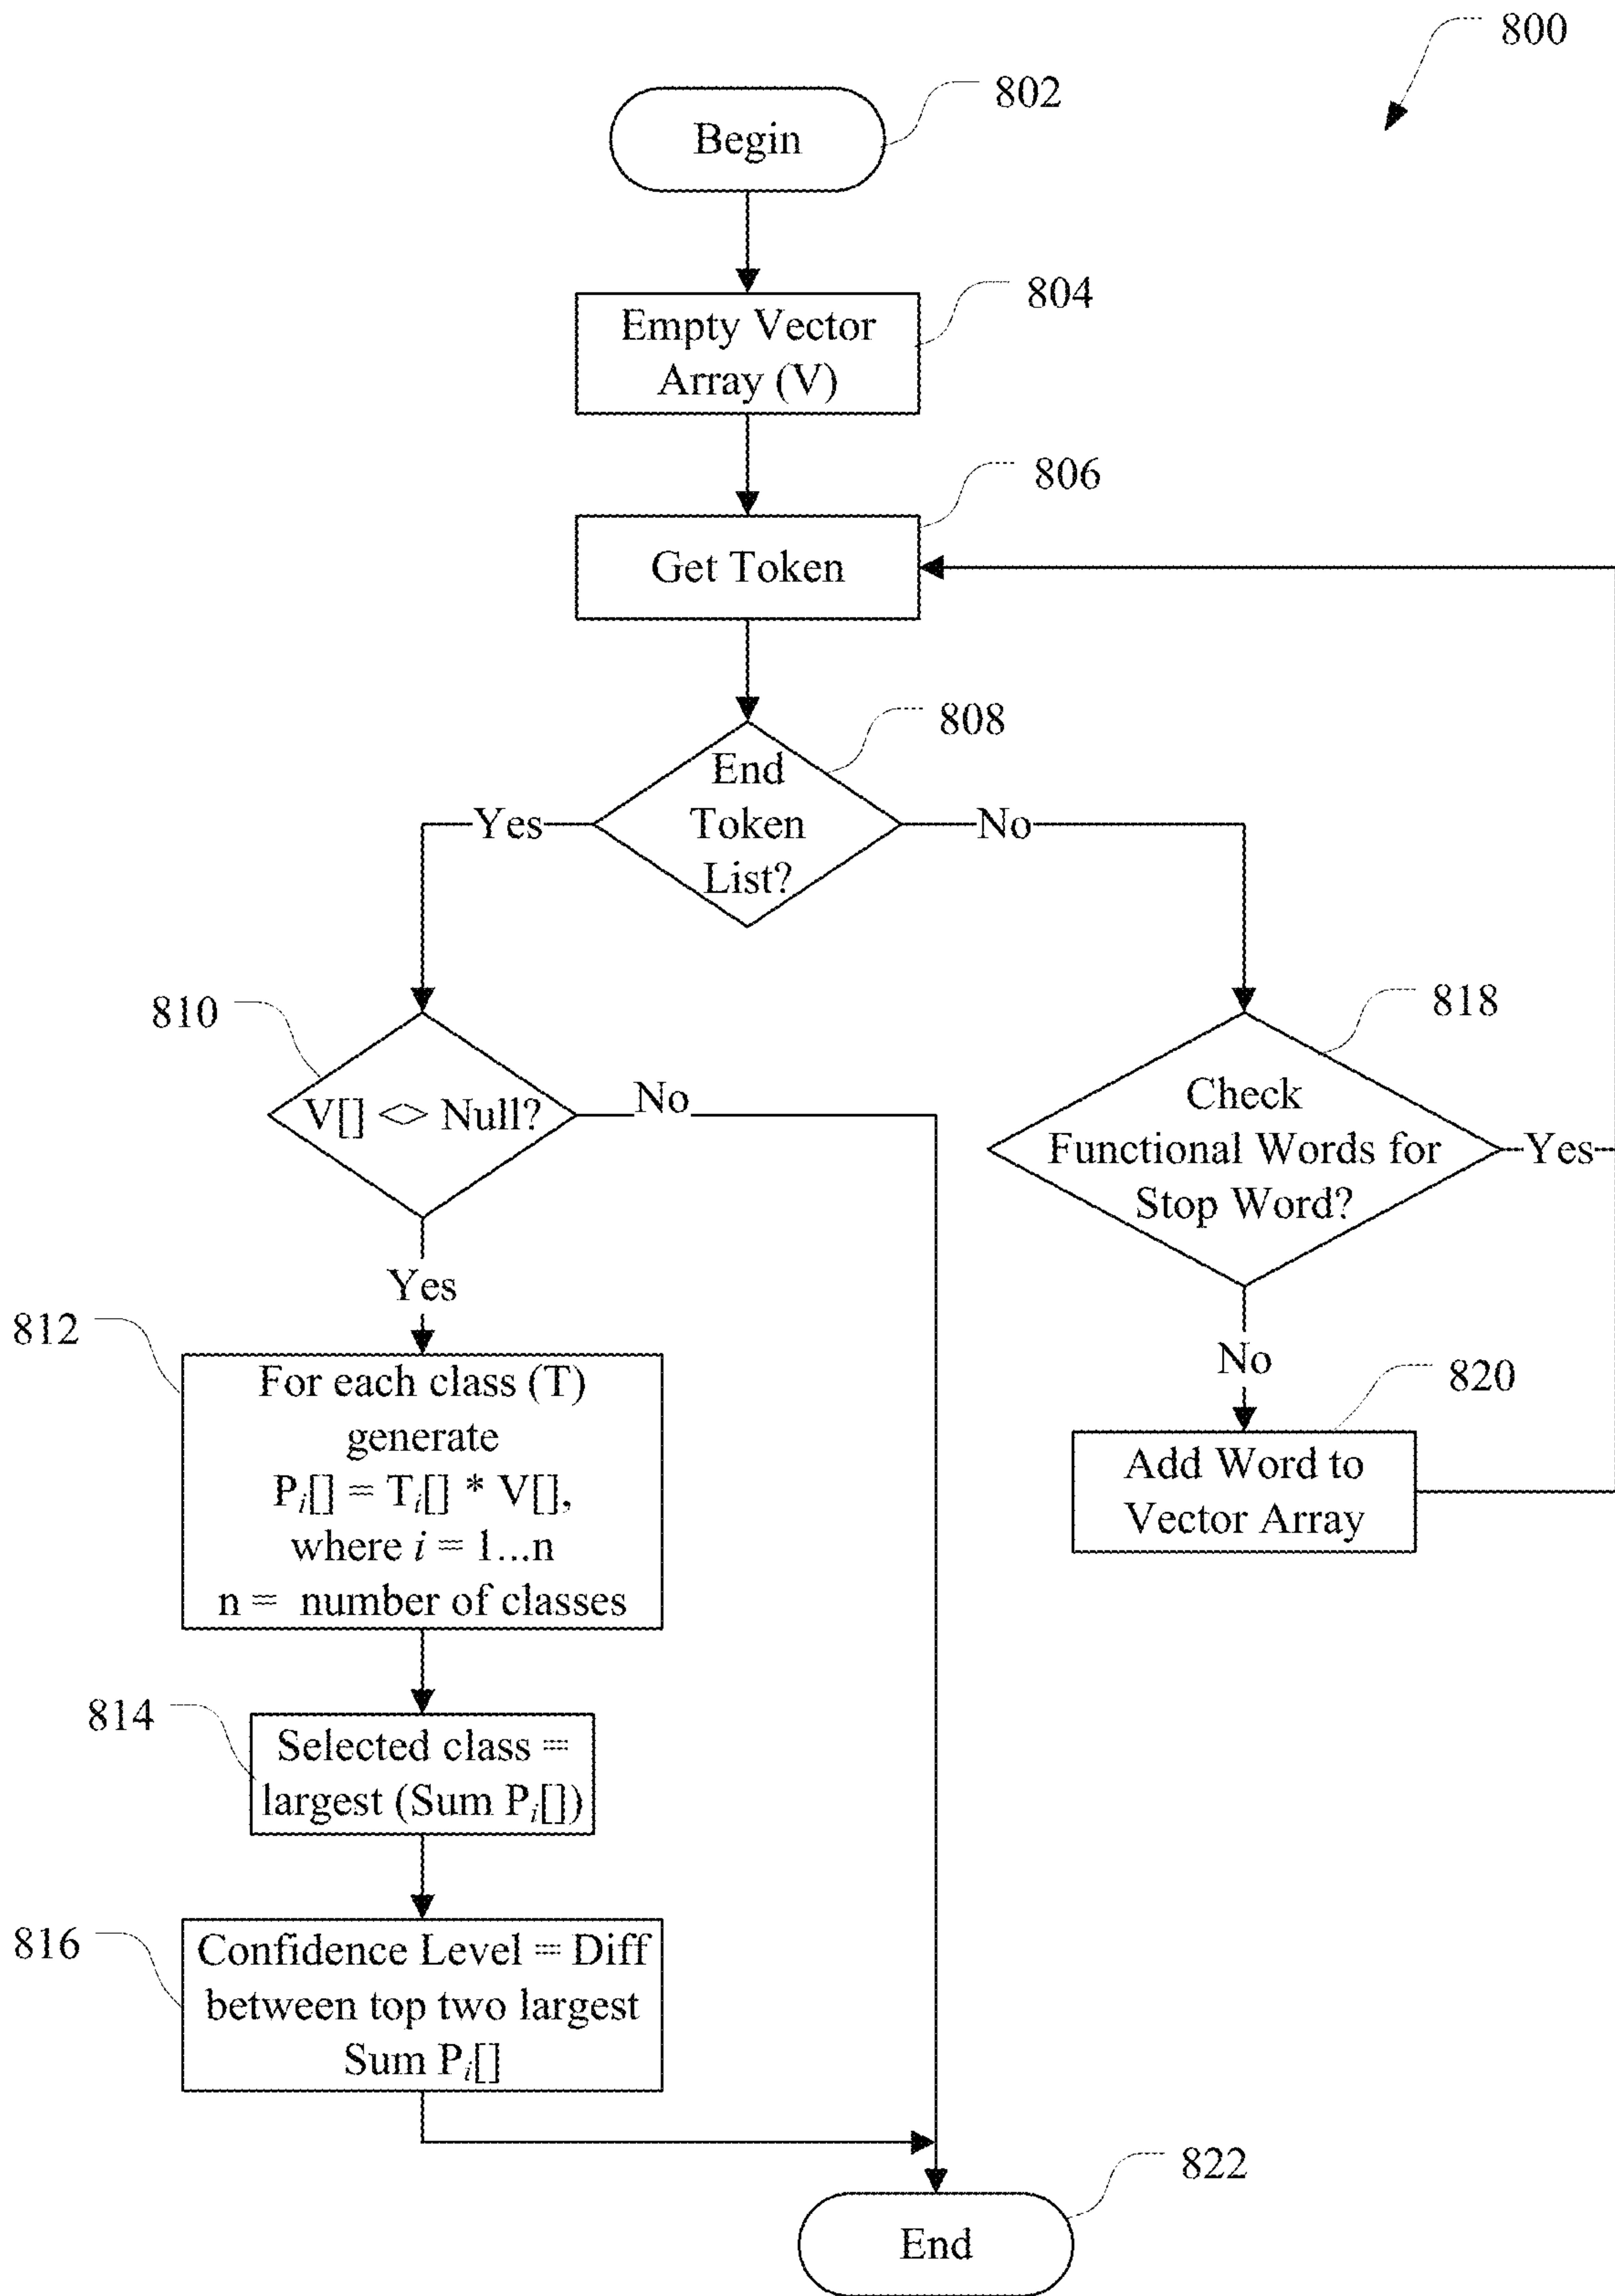 800
802
Begin
804
Empty Vector
Array (V)
806
Get Token
808
End
Token
List?
Yes
No
810
V[] <> Null?
No
818
Check
Functional Words for
Stop Word?
Yes
Yes
812
For each class (T)
generate
Pi[] = Ti[] * V[],
where i = 1...n
n = number of classes
No
820
Add Word to
Vector Array
814
Selected class =
largest (Sum Pi[])
816
Confidence Level = Diff
between top two largest
Sum Pi[]
822
End